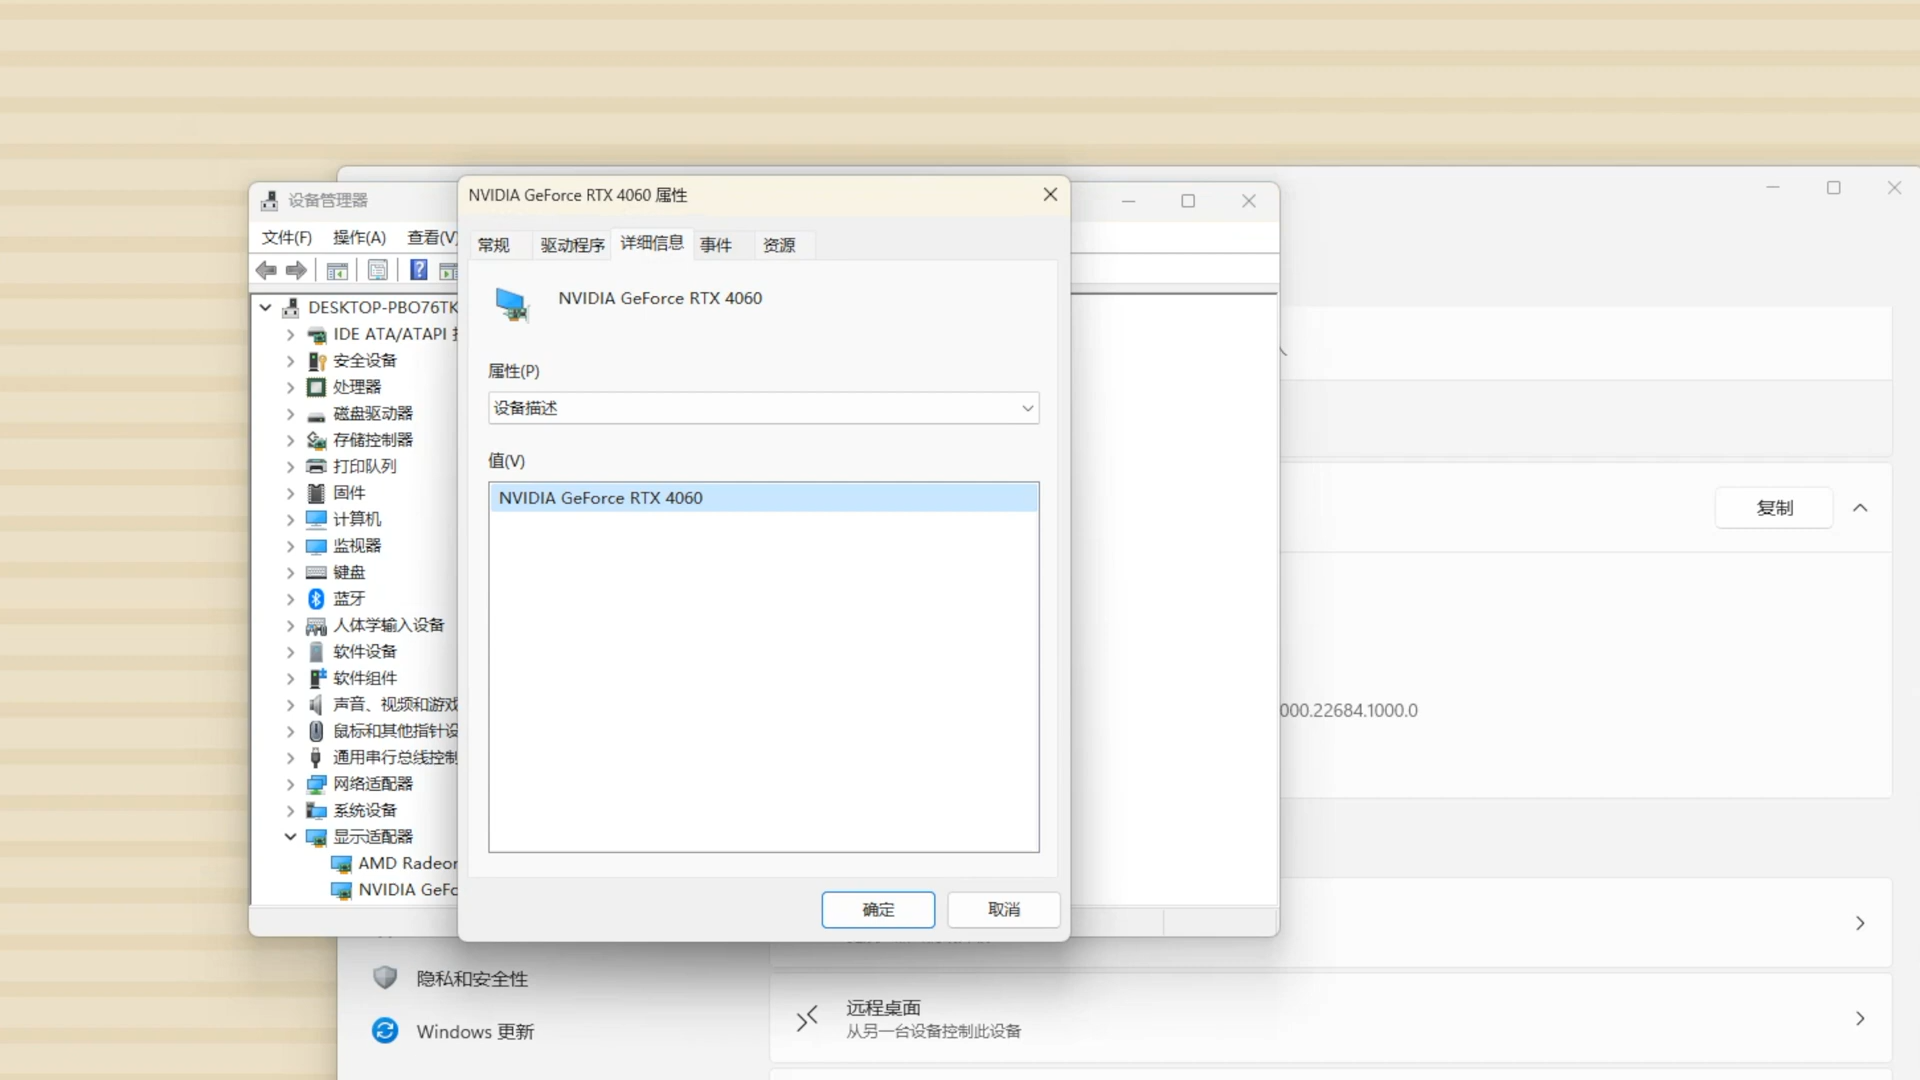 设备管理器
文件(F) 操作(A) 查看(V)
DESKTOP-PBO76TK
IDE ATA/ATAPI
安全设备
处理器
磁盘驱动器
存储控制器
打印队列
固件
计算机
监视器
键盘
蓝牙
人体学输入设备
软件设备
软件组件
声音、视频和游戏
鼠标和其他指针设
通用串行总线控制
网络适配器
系统设备
显示适配器
AMD Radeon
NVIDIA GeFo
NVIDIA GeForce RTX 4060 属性
常规 驱动程序 详细信息 事件 资源
NVIDIA GeForce RTX 4060
属性(P)
设备描述
值(V)
NVIDIA GeForce RTX 4060
确定 取消
复制
000.22684.1000.0
隐私和安全性
Windows 更新
远程桌面
从另一台设备控制此设备